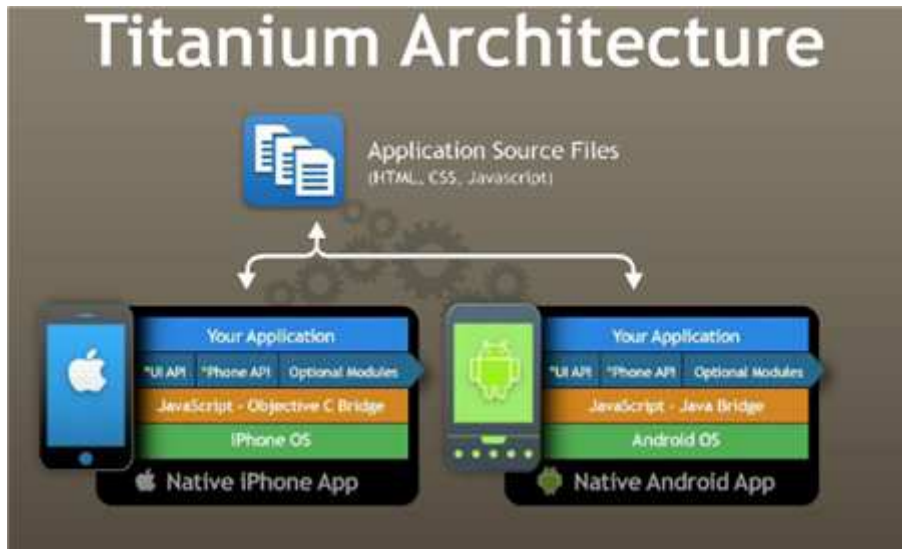 Titanium Architecture
Application Source Files
(HTML, CSS, Javascript)
Your Application
*UI API *Phone API Optional Modules
JavaScript - Objective C Bridge
iPhone OS
Native iPhone App
Your Application
*UI API *Phone API Optional Modules
JavaScript - Java Bridge
Android OS
Native Android App